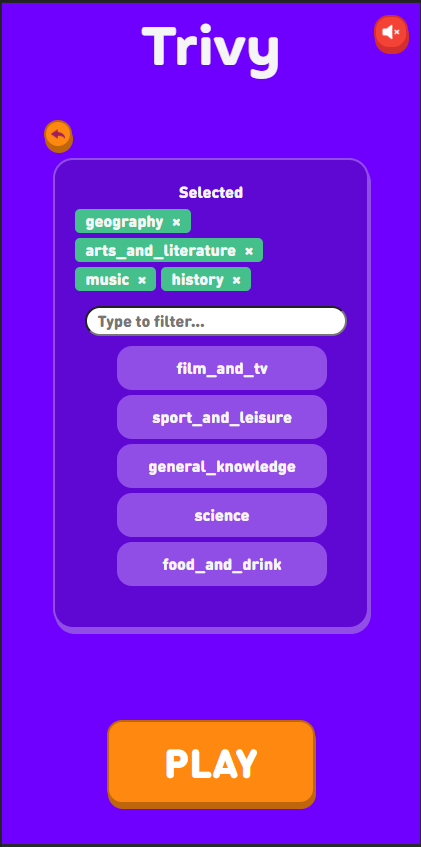 Trivy
Selected
geography ×
arts_and_literature ×
music × history ×
Type to filter...
film_and_tv
sport_and_leisure
general_knowledge
science
food_and_drink
PLAY